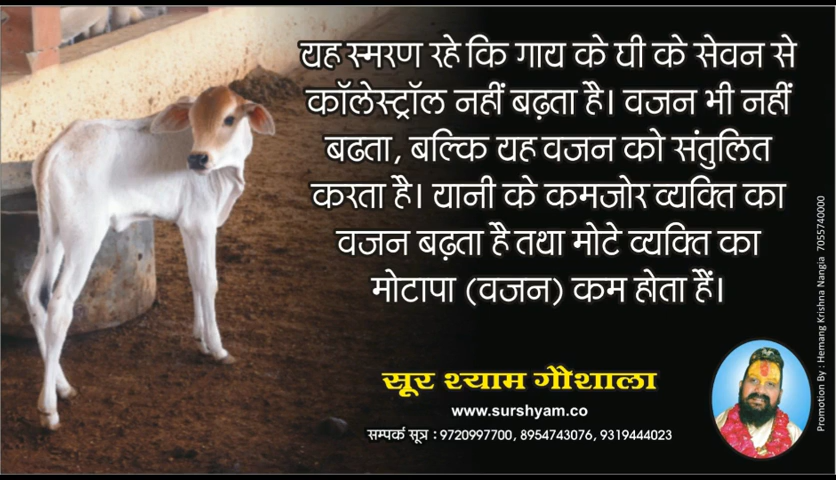 यह स्मरण रहे कि गाय के घी के सेवन से
कॉलेस्ट्रॉल नहीं बढ़ता है। वजन भी नहीं
बढता, बल्कि यह वजन को संतुलित
करता है। यानी के कमजोर व्यक्ति का
वजन बढ़ता है तथा मोटे व्यक्ति का
मोटापा (वजन) कम होता हैं।
सूर श्याम गौशाला
www.surshyam.co
सम्पर्क सूत्र : 9720997700, 8954743076, 9319444023
Promotion By : Hemang Krishna Nangia 7055740000